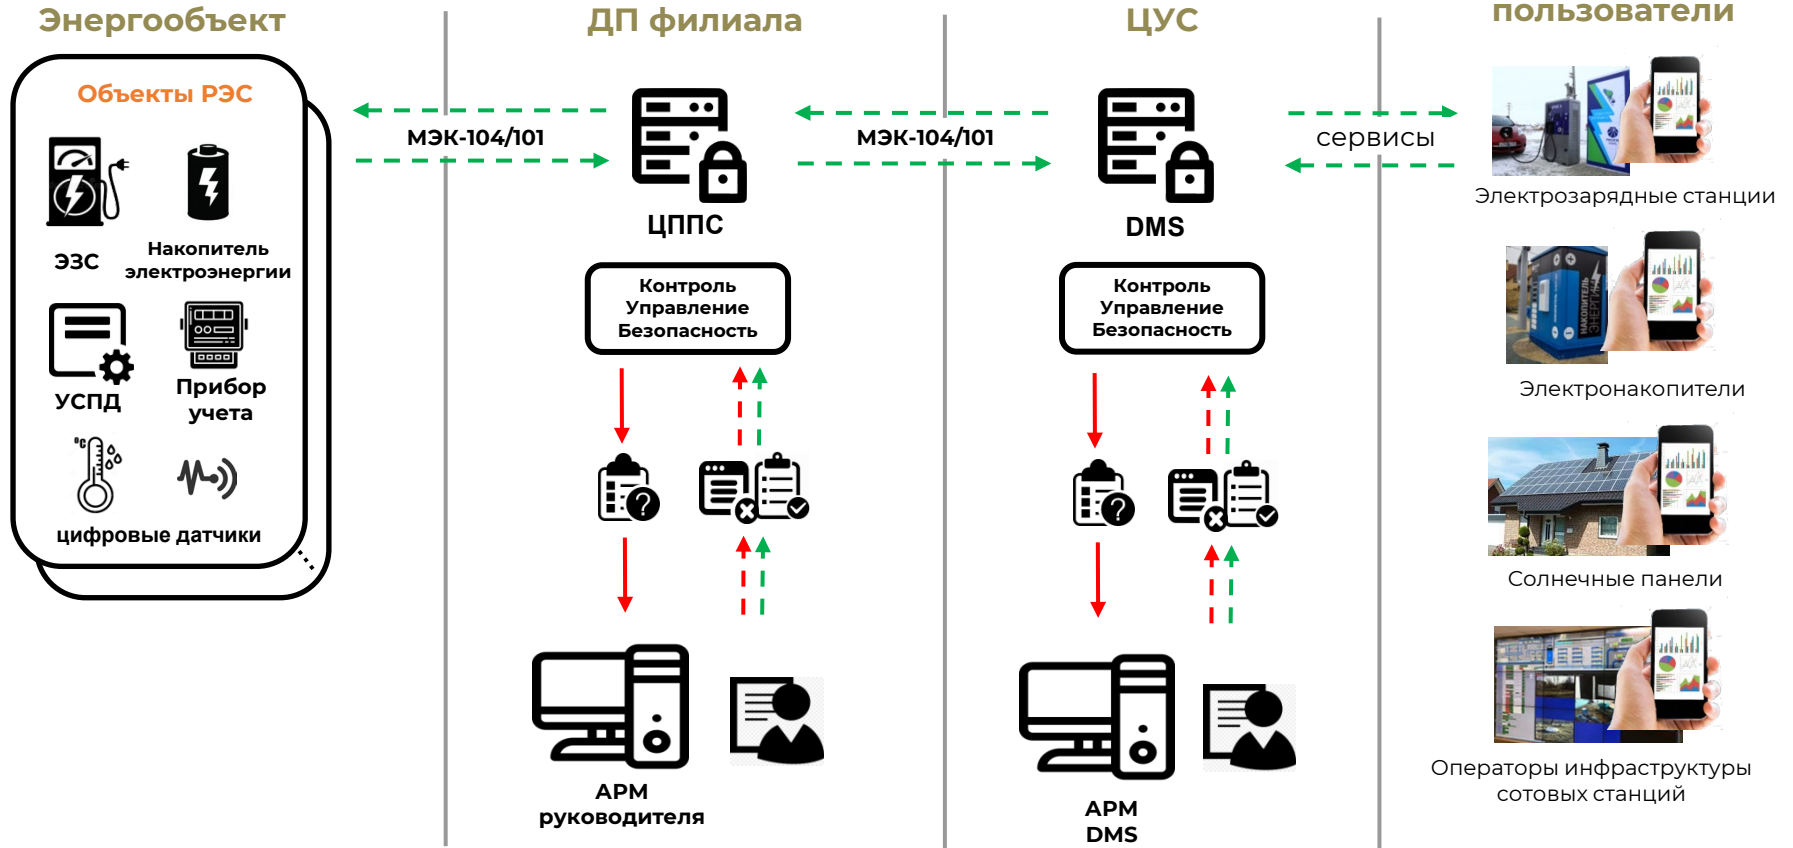 Энергообъект
ДП филиала
ЦУС
пользователи
Объекты РЭС
ЭЗС
Накопитель
электроэнергии
УСПД
Прибор
учета
°C
цифровые датчики
МЭК-104/101
ЦППС
Контроль
Управление
Безопасность
?
АРМ
руководителя
МЭК-104/101
DMS
Контроль
Управление
Безопасность
?
АРМ
DMS
сервисы
Электрозарядные станции
НАКОПИТЕЛЬ
ЭНЕРГИИ
Электронакопители
Солнечные панели
Операторы инфраструктуры
сотовых станций